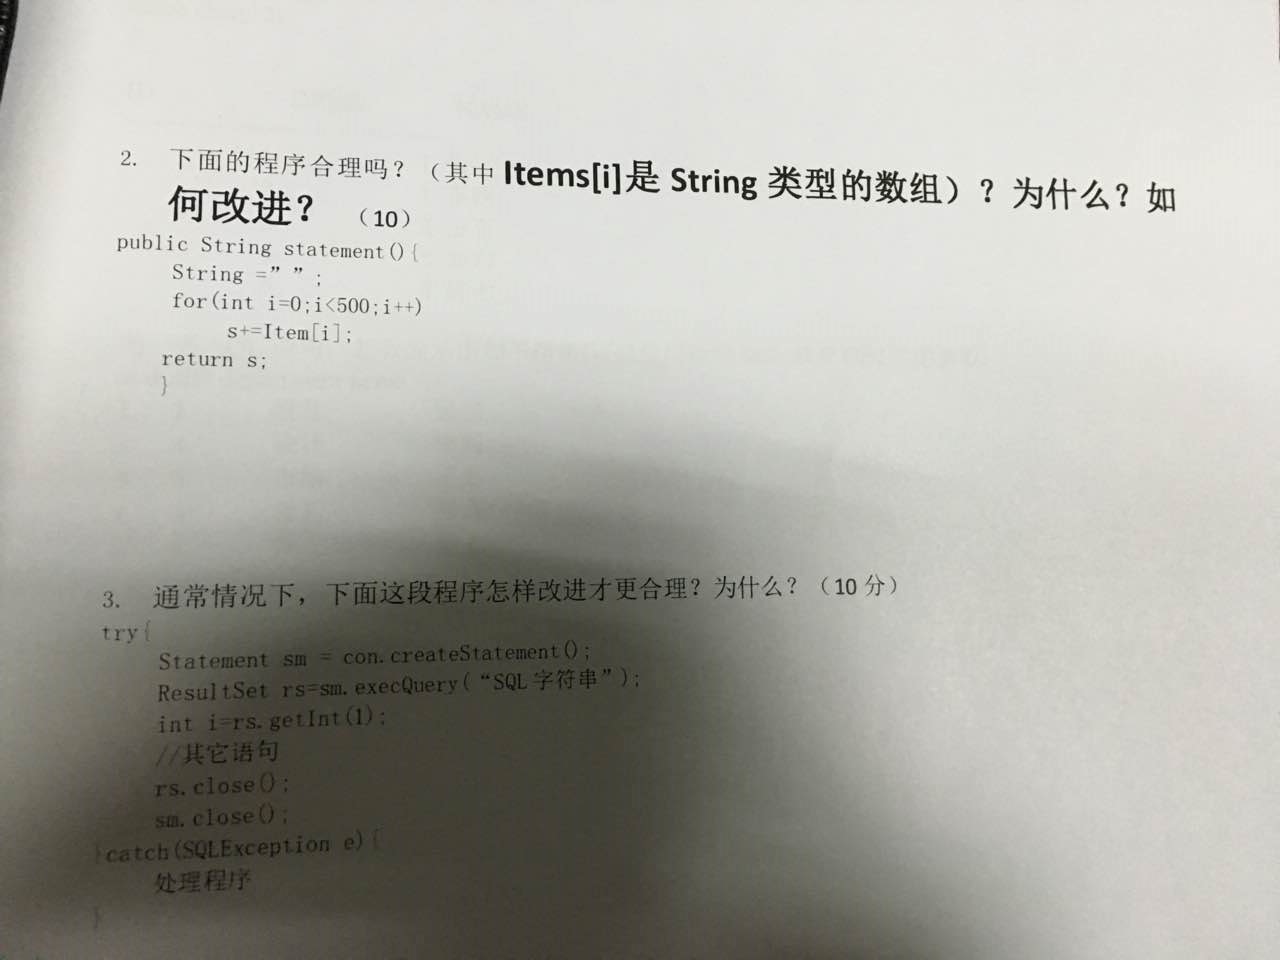 2. 下面的程序合理吗？（其中 Items[i]是 String 类型的数组）？为什么？如
何改进？ （10）
public String statement(){
String =” ”;
for(int i=0;i<500;i++)
s+=Item[i];
return s;
}
3. 通常情况下，下面这段程序怎样改进才更合理？为什么？（10 分）
try{
Statement sm = con.createStatement();
ResultSet rs=sm.execQuery(“SQL 字符串”);
int i=rs.getInt(1);
//其它语句
rs.close();
sm.close();
}catch(SQLException e){
处理程序
}